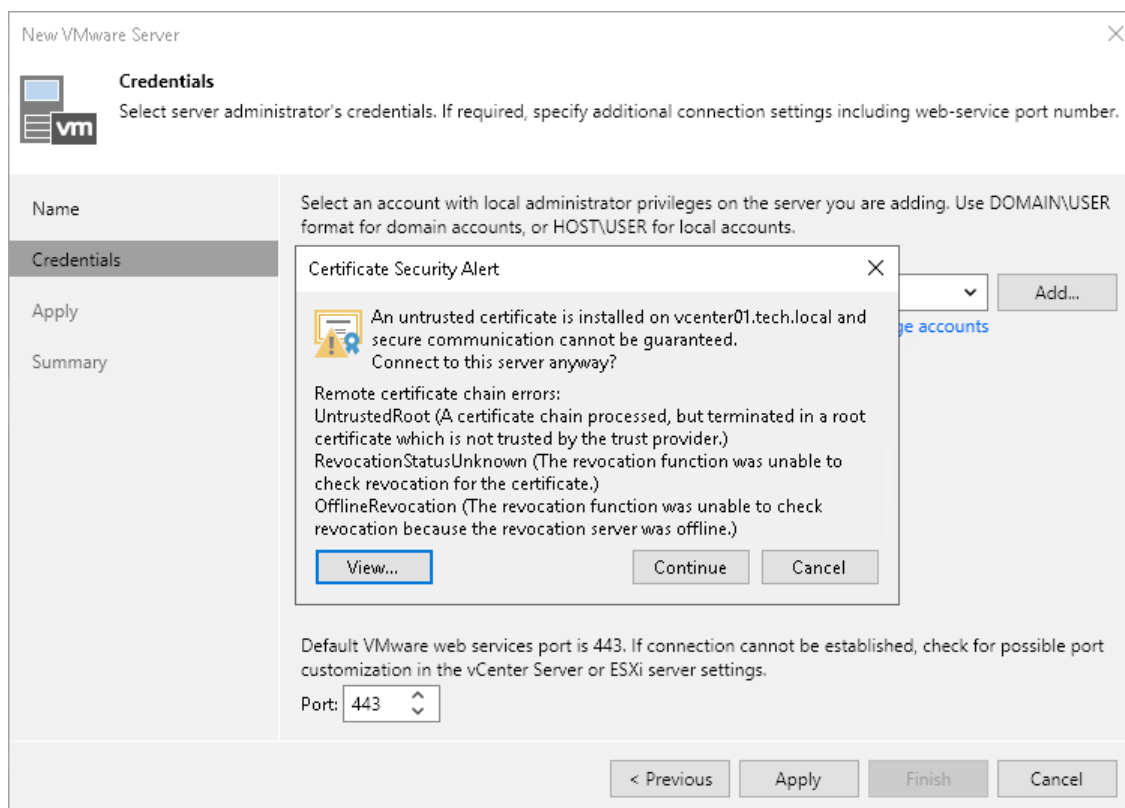 New VMware Server
Credentials
Select server administrator's credentials. If required, specify additional connection settings including web-service port number.
vm
Name
Credentials
Apply
Summary
Select an account with local administrator privileges on the server you are adding. Use DOMAIN\USER
format for domain accounts, or HOST\USER for local accounts.
Add...
ge accounts
Certificate Security Alert
An untrusted certificate is installed on vcenter01.tech.local and
secure communication cannot be guaranteed.
Connect to this server anyway?
Remote certificate chain errors:
UntrustedRoot (A certificate chain processed, but terminated in a root
certificate which is not trusted by the trust provider.)
RevocationStatusUnknown (The revocation function was unable to
check revocation for the certificate.)
OfflineRevocation (The revocation function was unable to check
revocation because the revocation server was offline.)
View...
Continue
Cancel
Default VMware web services port is 443. If connection cannot be established, check for possible port
customization in the vCenter Server or ESXi server settings.
Port: 443
< Previous
Apply
Finish
Cancel